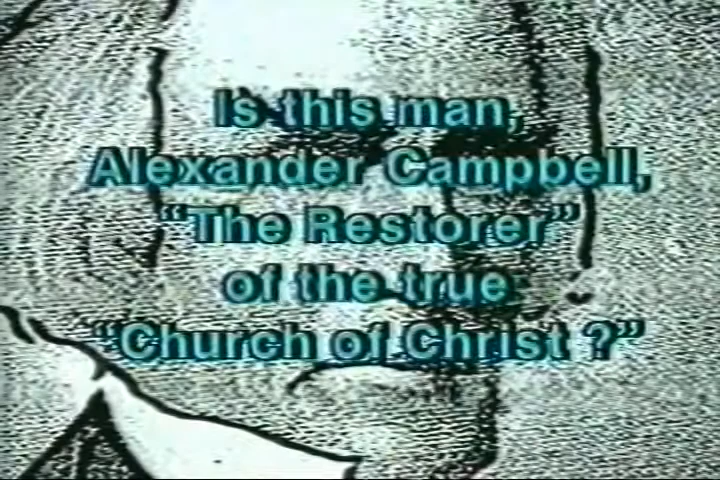 Is this man,
Alexander Campbell,
“The Restorer”
of the true
“Church of Christ ?”